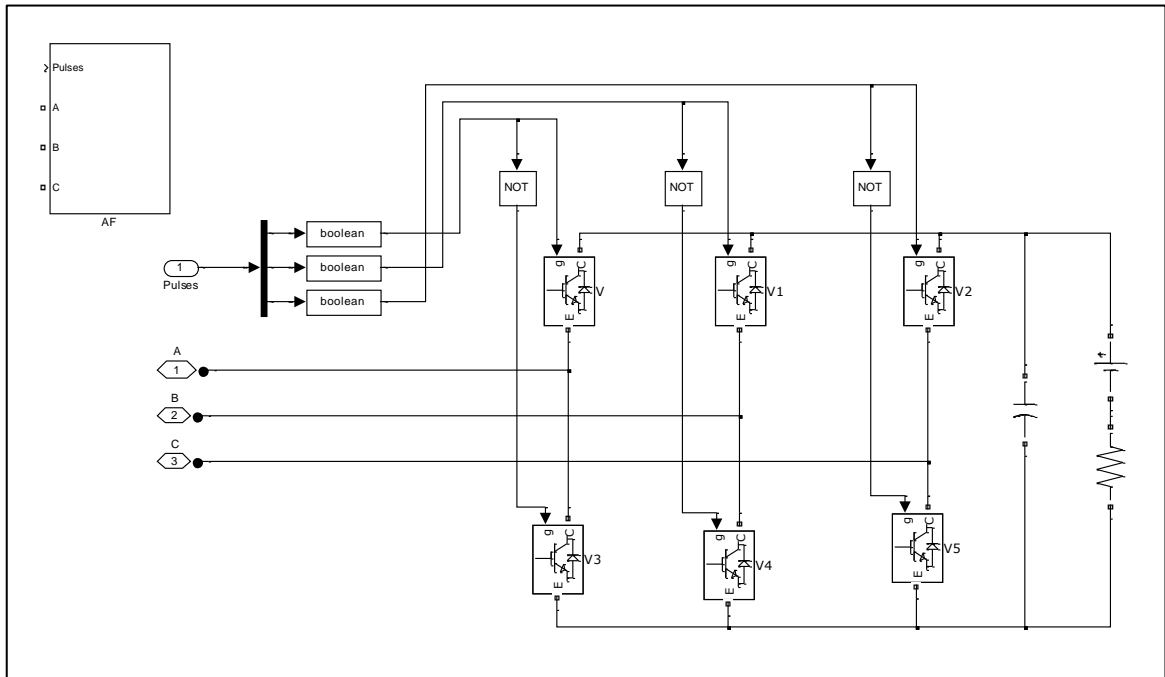 Pulses
A
B
C
AF
NOT
NOT
NOT
boolean
boolean
boolean
1
Pulses
g
C
E
V
g
C
E
V1
g
C
E
V2
A
1
B
2
C
3
g
C
E
V3
g
C
E
V4
g
C
E
V5
+